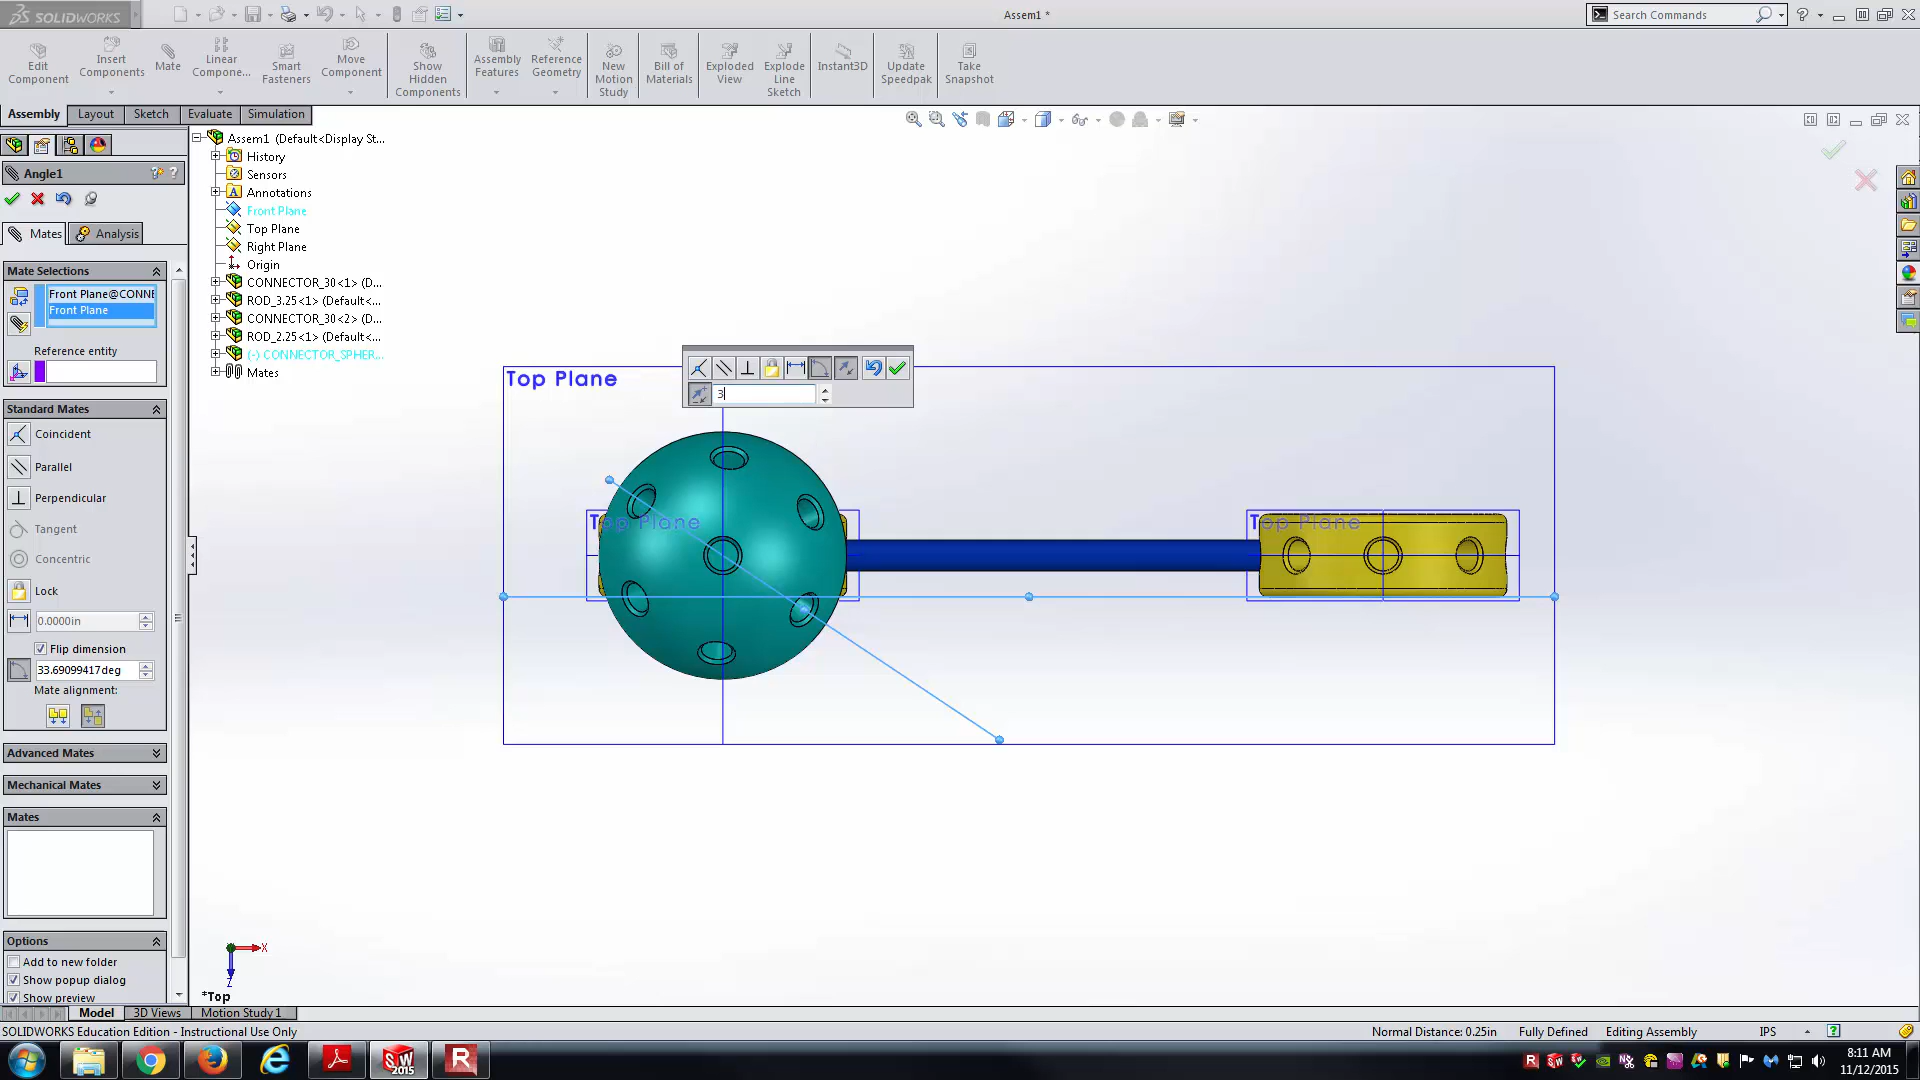 SOLIDWORKS
Assem1 *
Search Commands
Edit Component
Insert Components
Mate
Linear Compone...
Smart Fasteners
Move Component
Show Hidden Components
Assembly Features
Reference Geometry
New Motion Study
Bill of Materials
Exploded View
Explode Line Sketch
Instant3D
Update Speedpak
Take Snapshot
Assembly
Layout
Sketch
Evaluate
Simulation
Angle1
Mates
Analysis
Mate Selections
Front Plane@CONNE
Front Plane
Reference entity
Standard Mates
Coincident
Parallel
Perpendicular
Tangent
Concentric
Lock
0.0000in
Flip dimension
33.69099417deg
Mate alignment:
Advanced Mates
Mechanical Mates
Mates
Options
Add to new folder
Show popup dialog
Show preview
Assem1 (Default<Display St...
History
Sensors
Annotations
Front Plane
Top Plane
Right Plane
Origin
CONNECTOR_30<1> (D...
ROD_3.25<1> (Default<...
CONNECTOR_30<2> (D...
ROD_2.25<1> (Default<...
(-) CONNECTOR_SPHER...
Mates
3
Top Plane
Top Plane
Top Plane
X
Z
*Top
Model
3D Views
Motion Study 1
SOLIDWORKS Education Edition - Instructional Use Only
Normal Distance: 0.25in
Fully Defined
Editing Assembly
IPS
SW 2015
R
8:11 AM
11/12/2015